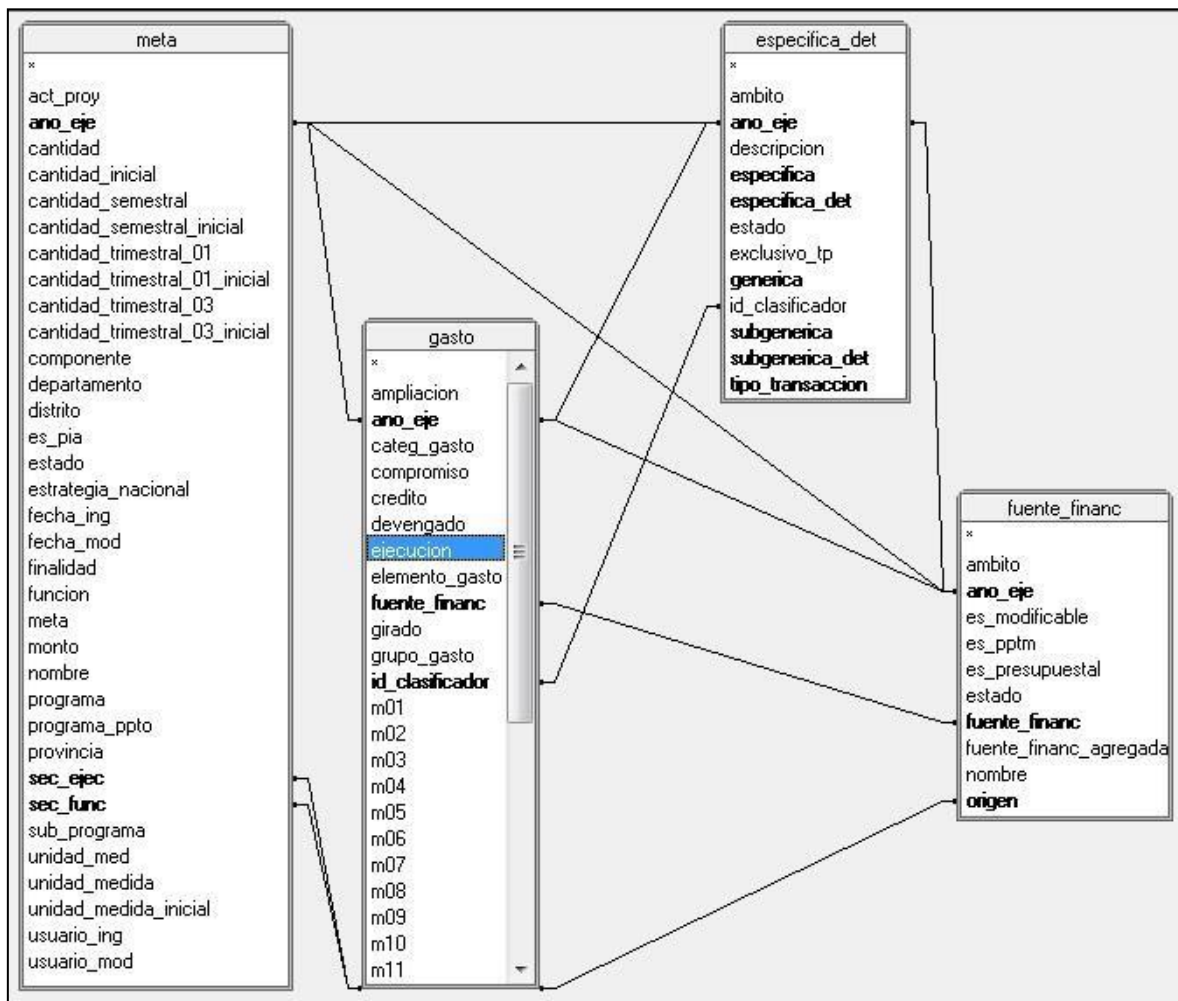 meta
*
act_proy
ano_eje
cantidad
cantidad_inicial
cantidad_semestral
cantidad_semestral_inicial
cantidad_trimestral_01
cantidad_trimestral_01_inicial
cantidad_trimestral_03
cantidad_trimestral_03_inicial
componente
departamento
distrito
es_pia
estado
estrategia_nacional
fecha_ing
fecha_mod
finalidad
funcion
meta
monto
nombre
programa
programa_ppto
provincia
sec_ejec
sec_func
sub_programa
unidad_med
unidad_medida
unidad_medida_inicial
usuario_ing
usuario_mod
gasto
*
ampliacion
ano_eje
categ_gasto
compromiso
credito
devengado
ejecucion
elemento_gasto
fuente_financ
girado
grupo_gasto
id_clasificador
m01
m02
m03
m04
m05
m06
m07
m08
m09
m10
m11
especifica_det
*
ambito
ano_eje
descripcion
especifica
especifica_det
estado
exclusivo_tp
generica
id_clasificador
subgenerica
subgenerica_det
tipo_transaccion
fuente_financ
*
ambito
ano_eje
es_modificable
es_pptm
es_presupuestal
estado
fuente_financ
fuente_financ_agregada
nombre
origen